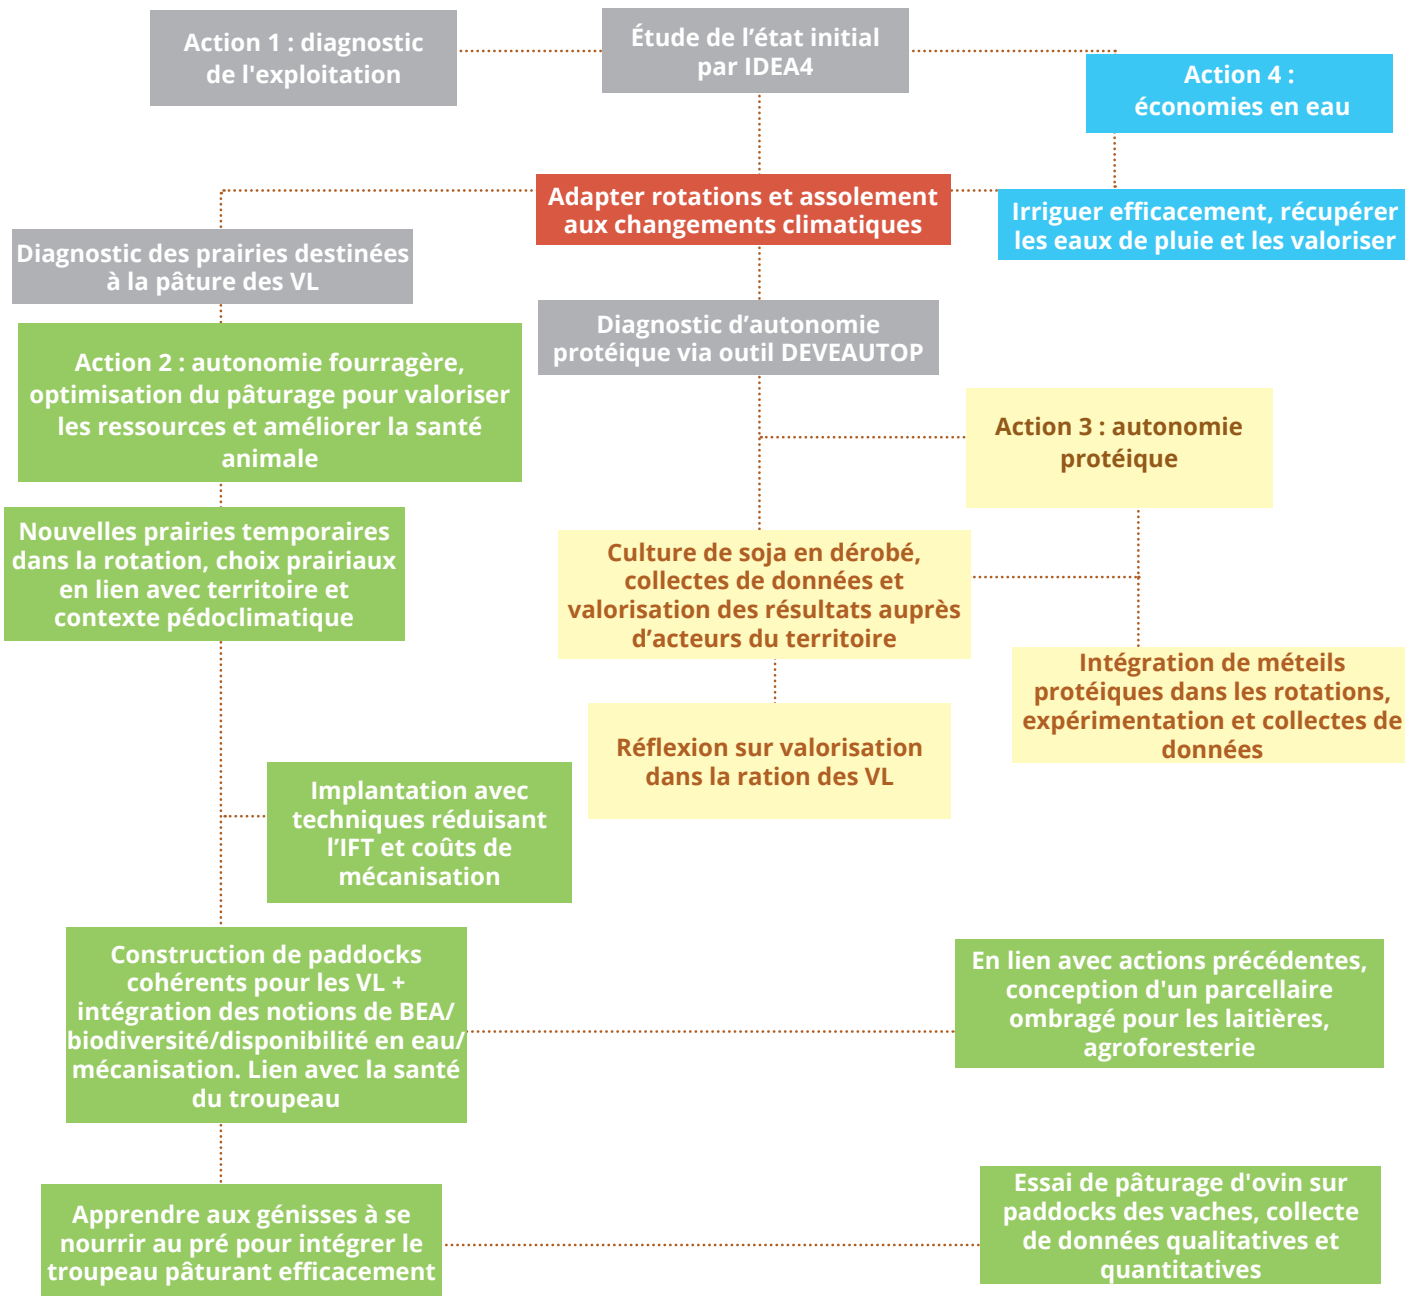 Action 1 : diagnostic
de l'exploitation
Étude de l’état initial
par IDEA4
Action 4 :
économies en eau
Adapter rotations et assolement
aux changements climatiques
Irriguer efficacement, récupérer
les eaux de pluie et les valoriser
Diagnostic des prairies destinées
à la pâture des VL
Diagnostic d’autonomie
protéique via outil DEVEAUTOP
Action 2 : autonomie fourragère,
optimisation du pâturage pour valoriser
les ressources et améliorer la santé
animale
Action 3 : autonomie
protéique
Nouvelles prairies temporaires
dans la rotation, choix prairiaux
en lien avec territoire et
contexte pédoclimatique
Culture de soja en dérobé,
collectes de données et
valorisation des résultats auprès
d’acteurs du territoire
Intégration de méteils
protéiques dans les rotations,
expérimentation et collectes de
données
Réflexion sur valorisation
dans la ration des VL
Implantation avec
techniques réduisant
l’IFT et coûts de
mécanisation
Construction de paddocks
cohérents pour les VL +
intégration des notions de BEA/
biodiversité/disponibilité en eau/
mécanisation. Lien avec la santé
du troupeau
En lien avec actions précédentes,
conception d'un parcellaire
ombragé pour les laitières,
agroforesterie
Apprendre aux génisses à se
nourrir au pré pour intégrer le
troupeau pâturant efficacement
Essai de pâturage d'ovin sur
paddocks des vaches, collecte
de données qualitatives et
quantitatives